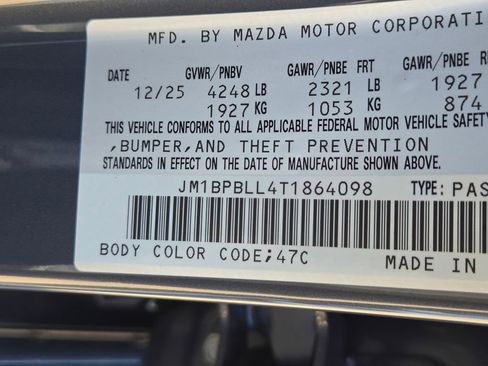 MFD. BY MAZDA MOTOR CORPORATI
DATE GVWR/PNBV GAWR/PNBE FRT GAWR/PNBE
12/25 4248 LB 2321 LB 1927
1927 KG 1053 KG 874
THIS VEHICLE CONFORMS TO ALL APPLICABLE FEDERAL MOTOR VEHICLE SAFETY
,BUMPER,AND THEFT PREVENTION
STANDARDS IN EFFECT ON THE DATE OF MANUFACTURE SHOWN ABOVE.
JM1BPBLL4T1864098 TYPE: PAS
BODY COLOR CODE;47C MADE IN